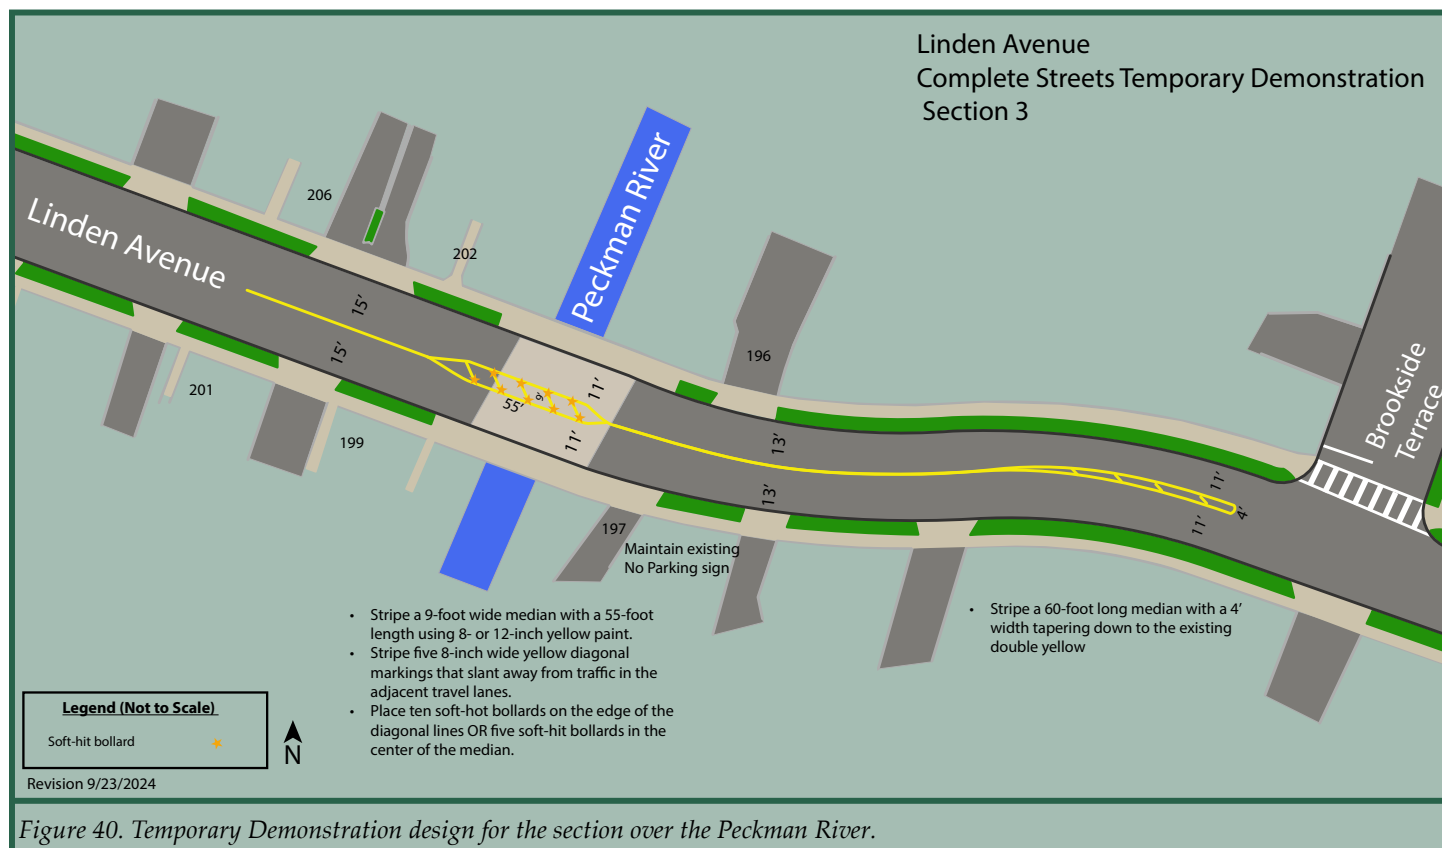 Linden Avenue
Complete Streets Temporary Demonstration
Section 3
Linden Avenue
206
202
Peckman River
15’
15’
201
199
55’
9’
11’
11’
196
13’
13’
197
Maintain existing
No Parking sign
11’
11’
4’
Brookside
Terrace
• Stripe a 9-foot wide median with a 55-foot
length using 8- or 12-inch yellow paint.
• Stripe five 8-inch wide yellow diagonal
markings that slant away from traffic in the
adjacent travel lanes.
• Place ten soft-hot bollards on the edge of the
diagonal lines OR five soft-hit bollards in the
center of the median.
• Stripe a 60-foot long median with a 4’
width tapering down to the existing
double yellow
Legend (Not to Scale)
Soft-hit bollard
N
Revision 9/23/2024
Figure 40. Temporary Demonstration design for the section over the Peckman River.